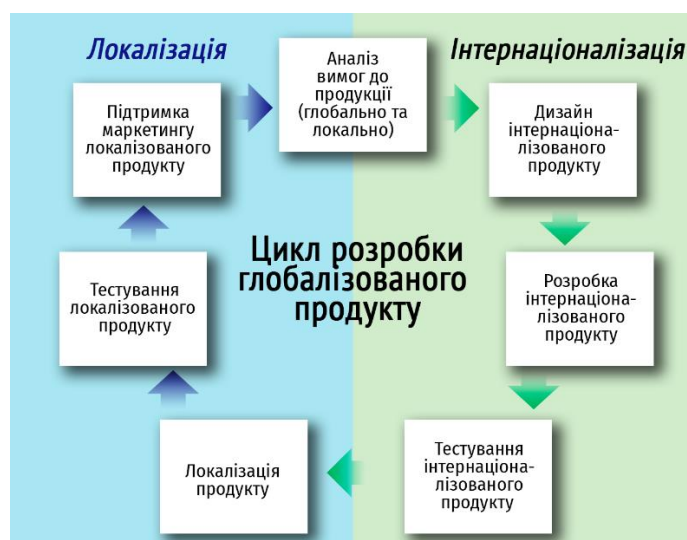 Локалізація
Інтернаціоналізація
Аналіз
вимог до
продукції
(глобально та
локально)
Дизайн
інтернаціона-
лізованого
продукту
Розробка
інтернаціона-
лізованого
продукту
Тестування
інтернаціона-
лізованого
продукту
Локалізація
продукту
Тестування
локалізованого
продукту
Підтримка
маркетингу
локалізованого
продукту
Цикл розробки
глобалізованого
продукту